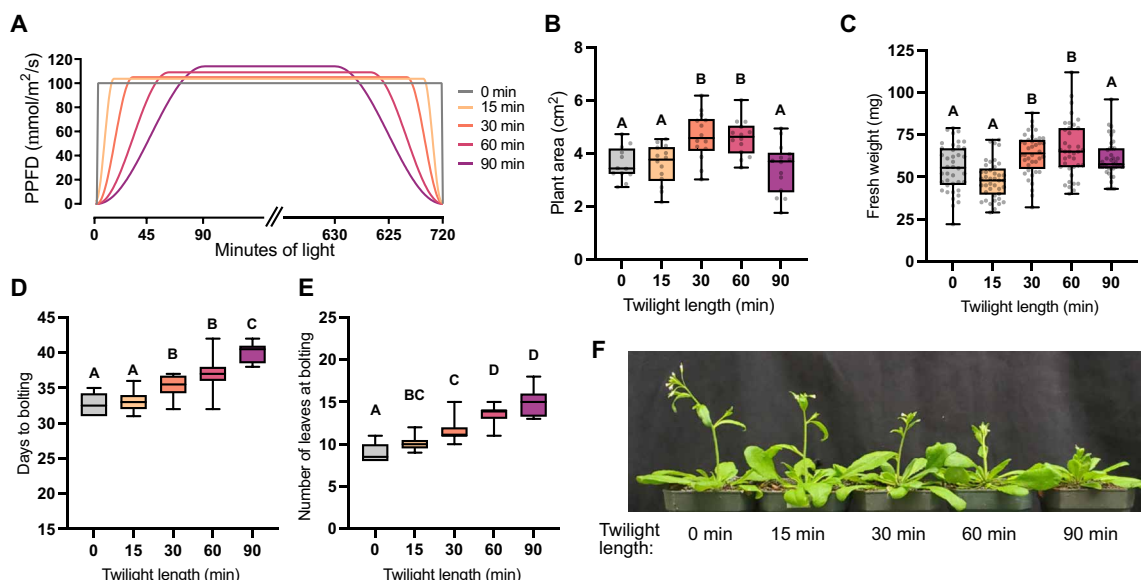 A
PPFD (mmol/m²/s)
120
100
80
60
40
20
0
0 45 90 630 625 720
Minutes of light
0 min
15 min
30 min
60 min
90 min
B
Plant area (cm²)
8
6
4
2
0
A A B B A
0 15 30 60 90
Twilight length (min)
C
Fresh weight (mg)
125
100
75
50
25
0
A A B B A
0 15 30 60 90
Twilight length (min)
D
Days to bolting
45
40
35
30
25
20
15
A A B B C
0 15 30 60 90
Twilight length (min)
E
Number of leaves at bolting
25
20
15
10
5
0
A BC C D D
0 15 30 60 90
Twilight length (min)
F
Twilight length: 0 min 15 min 30 min 60 min 90 min